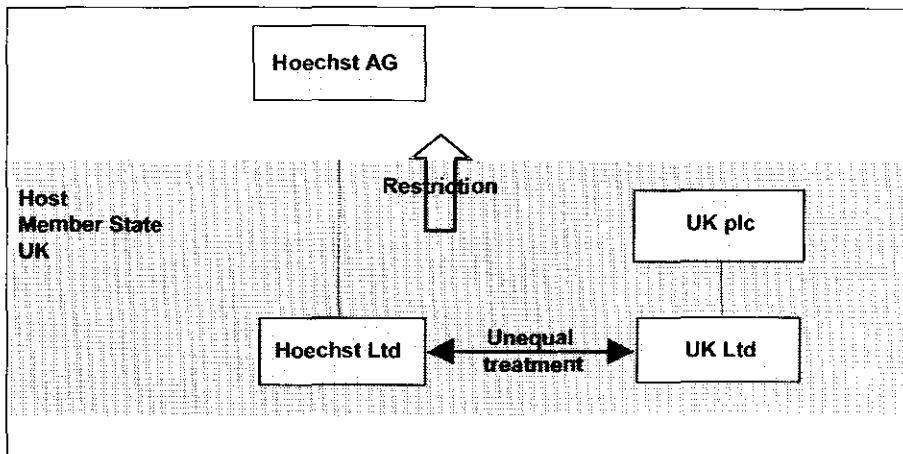 Hoechst AG
Restriction
Host
Member State
UK
UK plc
Hoechst Ltd
Unequal
treatment
UK Ltd